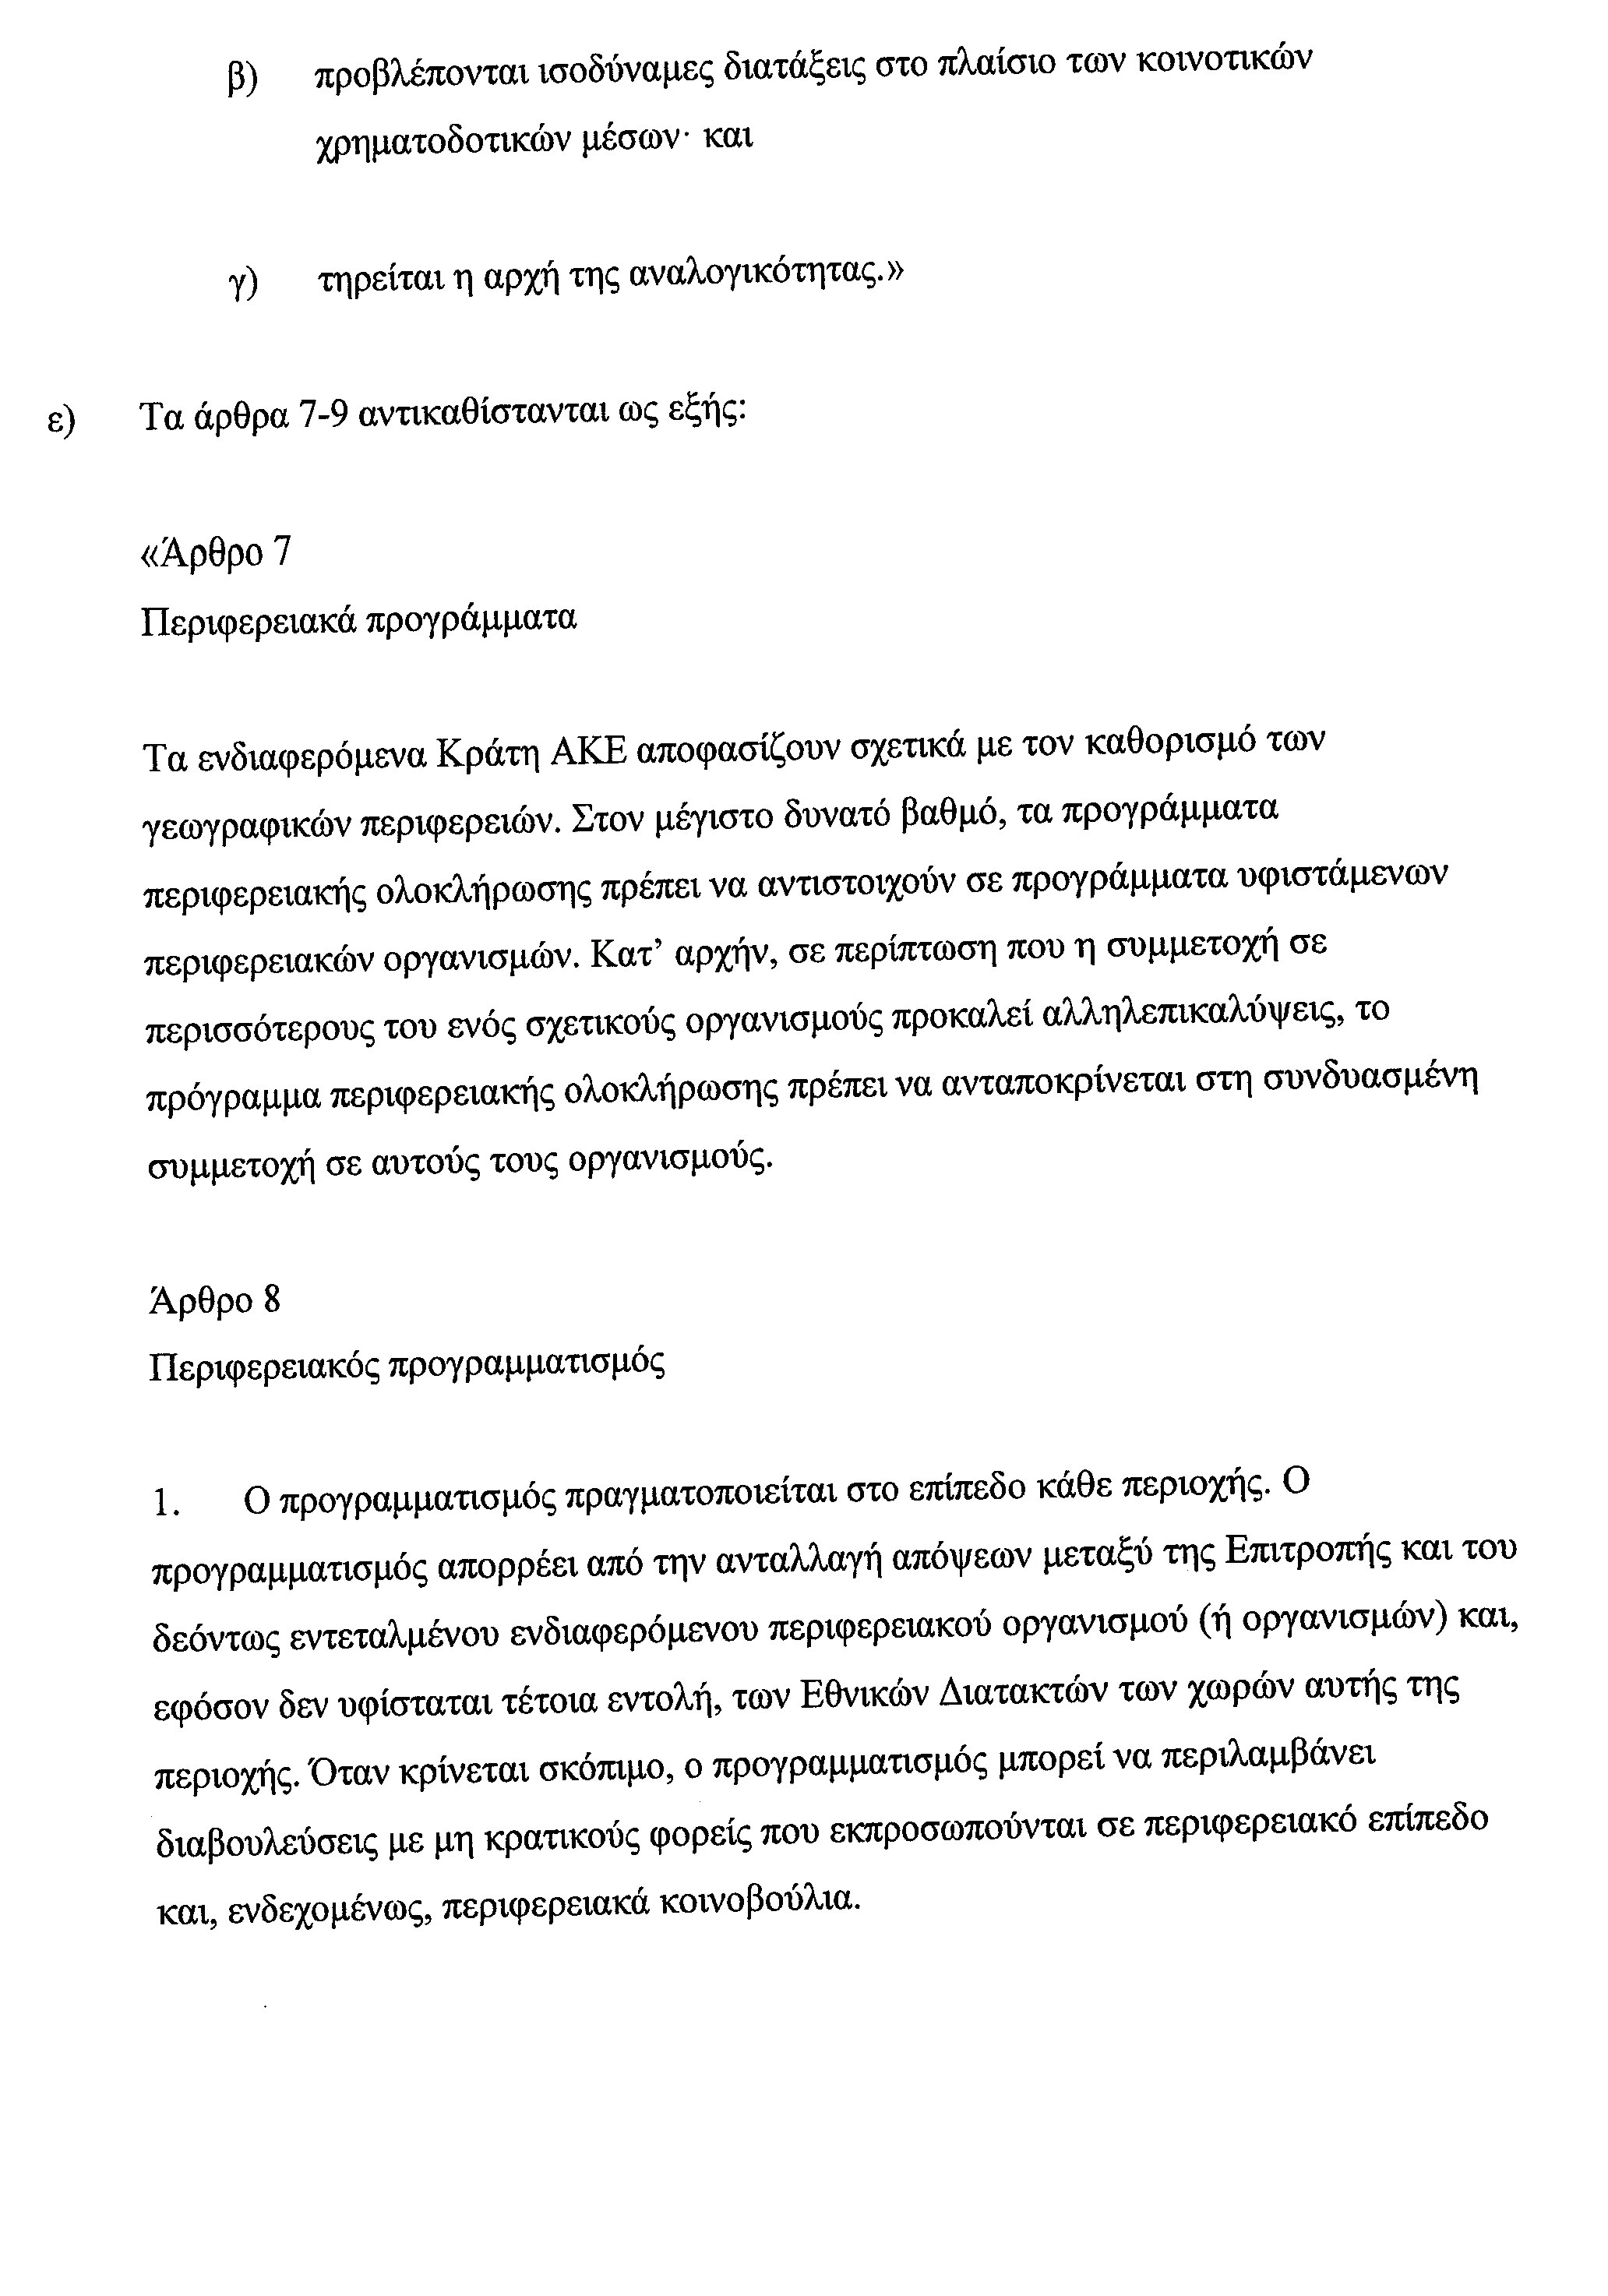 β) προβλέπονται ισοδύναμες διατάξεις στο πλαίσιο των κοινοτικών
χρηματοδοτικών μέσων· και
γ) τηρείται η αρχή της αναλογικότητας.»
ε) Τα άρθρα 7-9 αντικαθίστανται ως εξής:
«Άρθρο 7
Περιφερειακά προγράμματα
Τα ενδιαφερόμενα Κράτη ΑΚΕ αποφασίζουν σχετικά με τον καθορισμό των
γεωγραφικών περιφερειών. Στον μέγιστο δυνατό βαθμό, τα προγράμματα
περιφερειακής ολοκλήρωσης πρέπει να αντιστοιχούν σε προγράμματα υφιστάμενων
περιφερειακών οργανισμών. Κατ’ αρχήν, σε περίπτωση που η συμμετοχή σε
περισσότερους του ενός σχετικούς οργανισμούς προκαλεί αλληλεπικαλύψεις, το
πρόγραμμα περιφερειακής ολοκλήρωσης πρέπει να ανταποκρίνεται στη συνδυασμένη
συμμετοχή σε αυτούς τους οργανισμούς.
Άρθρο 8
Περιφερειακός προγραμματισμός
1. Ο προγραμματισμός πραγματοποιείται στο επίπεδο κάθε περιοχής. Ο
προγραμματισμός απορρέει από την ανταλλαγή απόψεων μεταξύ της Επιτροπής και του
δεόντως εντεταλμένου ενδιαφερόμενου περιφερειακού οργανισμού (ή οργανισμών) και,
εφόσον δεν υφίσταται τέτοια εντολή, των Εθνικών Διατακτών των χωρών αυτής της
περιοχής. Όταν κρίνεται σκόπιμο, ο προγραμματισμός μπορεί να περιλαμβάνει
διαβουλεύσεις με μη κρατικούς φορείς που εκπροσωπούνται σε περιφερειακό επίπεδο
και, ενδεχομένως, περιφερειακά κοινοβούλια.